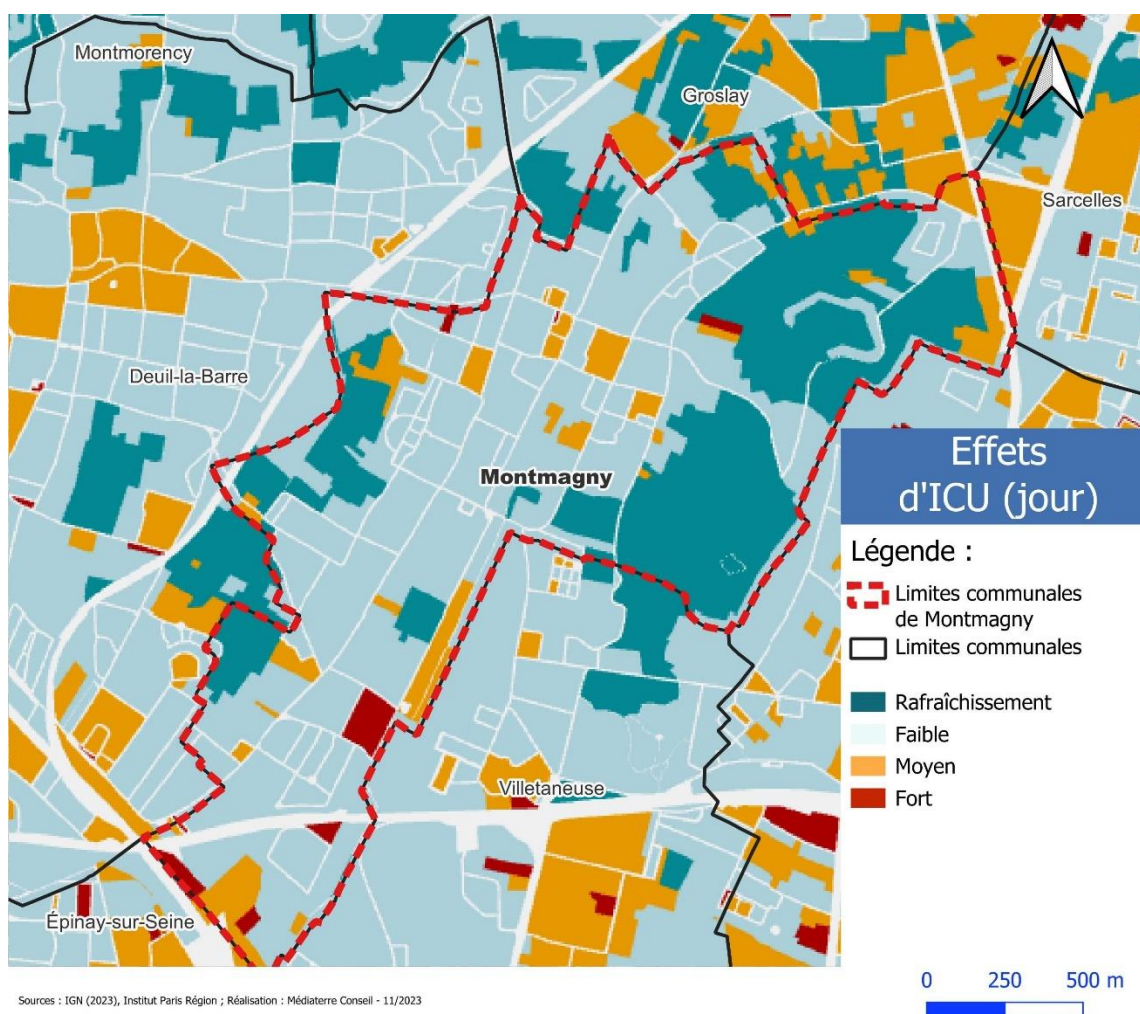 Montmorency
Groslay
Sarcelles
Deuil-la-Barre
Montmagny
Villetaneuse
Épinay-sur-Seine
Effets
d'ICU (jour)
Légende :
Limites communales
de Montmagny
Limites communales
Rafraîchissement
Faible
Moyen
Fort
Sources : IGN (2023), Institut Paris Région ; Réalisation : Médiaterre Conseil - 11/2023
0 250 500 m